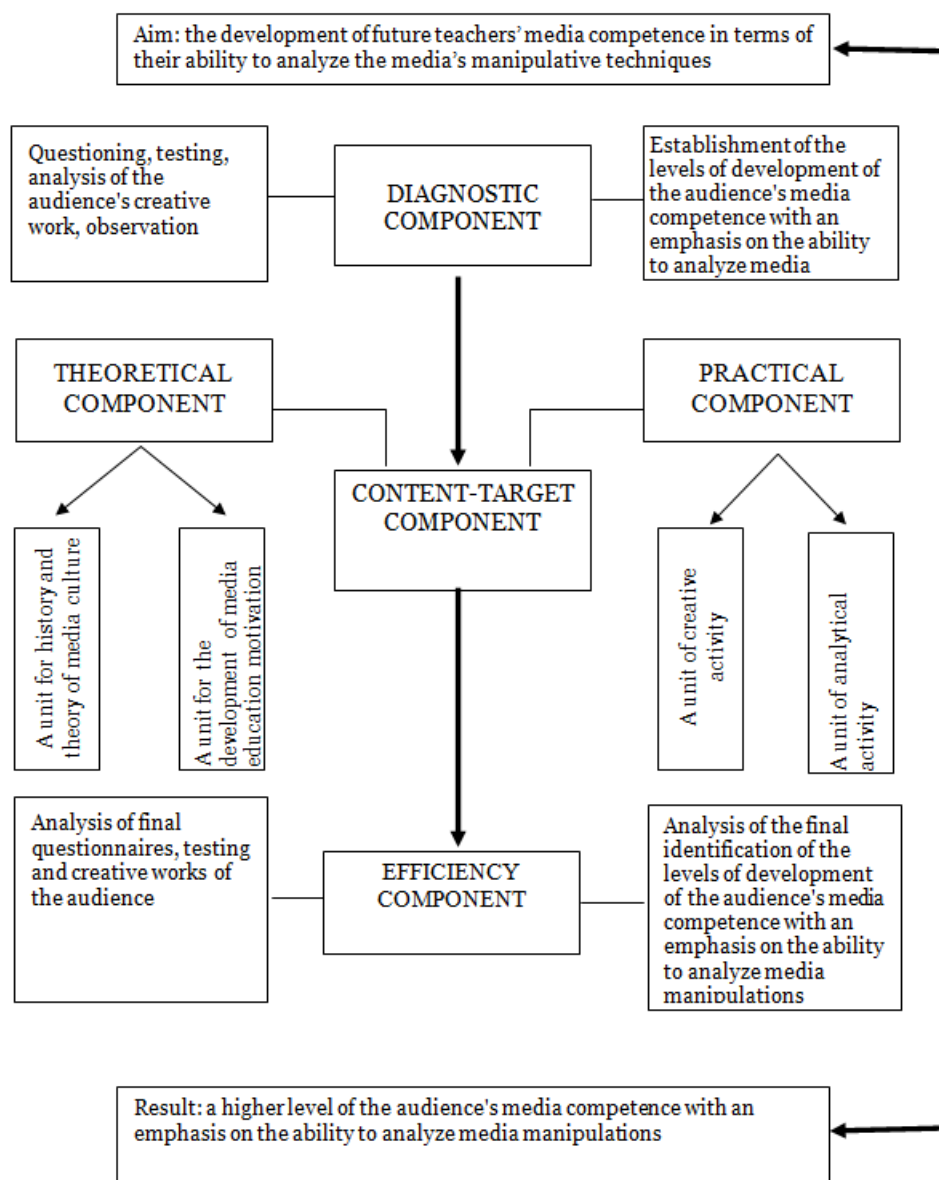 Aim: the development of future teachers’ media competence in terms of
their ability to analyze the media’s manipulative techniques
Questioning, testing,
analysis of the
audience's creative
work, observation
DIAGNOSTIC
COMPONENT
Establishment of the
levels of development of
the audience's media
competence with an
emphasis on the ability
to analyze media
THEORETICAL
COMPONENT
PRACTICAL
COMPONENT
CONTENT-TARGET
COMPONENT
A unit for history and
theory of media culture
A unit for the
development of media
education motivation
A unit of creative
activity
A unit of analytical
activity
Analysis of final
questionnaires, testing
and creative works of
the audience
EFFICIENCY
COMPONENT
Analysis of the final
identification of the
levels of development
of the audience's media
competence with an
emphasis on the ability
to analyze media
manipulations
Result: a higher level of the audience's media competence with an
emphasis on the ability to analyze media manipulations